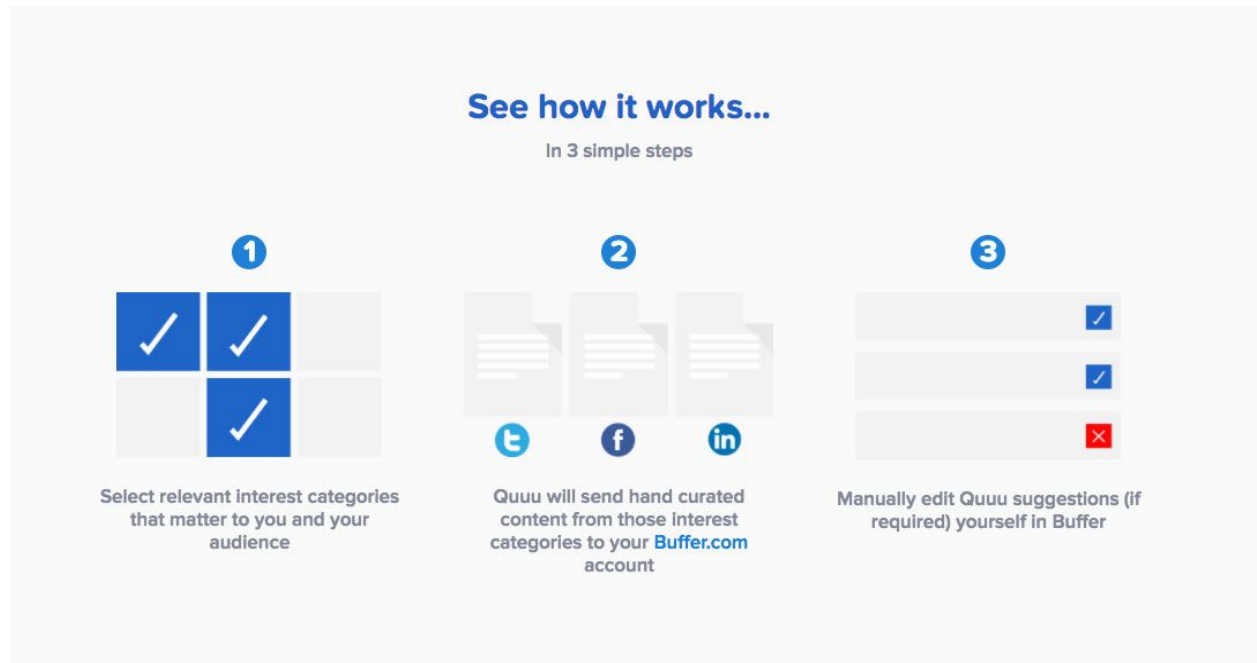 See how it works...
In 3 simple steps
1
Select relevant interest categories
that matter to you and your
audience
2
Quuu will send hand curated
content from those interest
categories to your Buffer.com
account
3
Manually edit Quuu suggestions (if
required) yourself in Buffer